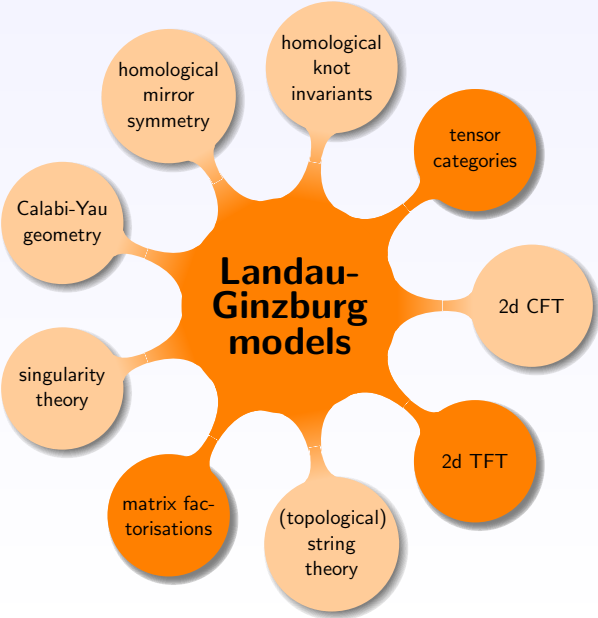 homological
knot
invariants
homological
mirror
symmetry
tensor
categories
Calabi-Yau
geometry
Landau-
Ginzburg
models
2d CFT
singularity
theory
2d TFT
matrix fac-
torisations
(topological)
string
theory